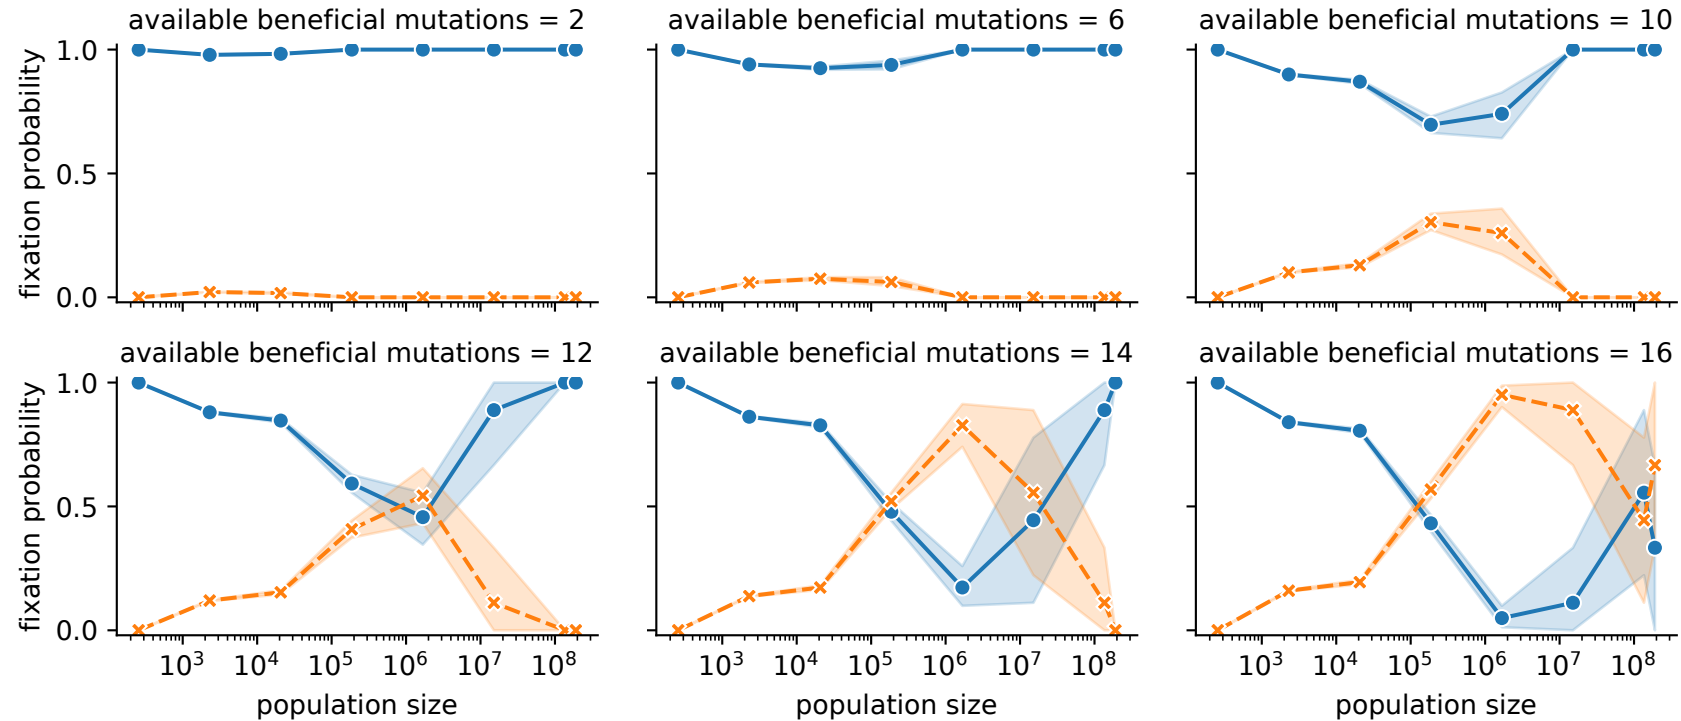 available beneficial mutations = 2
available beneficial mutations = 6
available beneficial mutations = 10
fixation probability
1.0
0.5
0.0
available beneficial mutations = 12
available beneficial mutations = 14
available beneficial mutations = 16
fixation probability
1.0
0.5
0.0
10³ 10⁴ 10⁵ 10⁶ 10⁷ 10⁸
10³ 10⁴ 10⁵ 10⁶ 10⁷ 10⁸
10³ 10⁴ 10⁵ 10⁶ 10⁷ 10⁸
population size
population size
population size